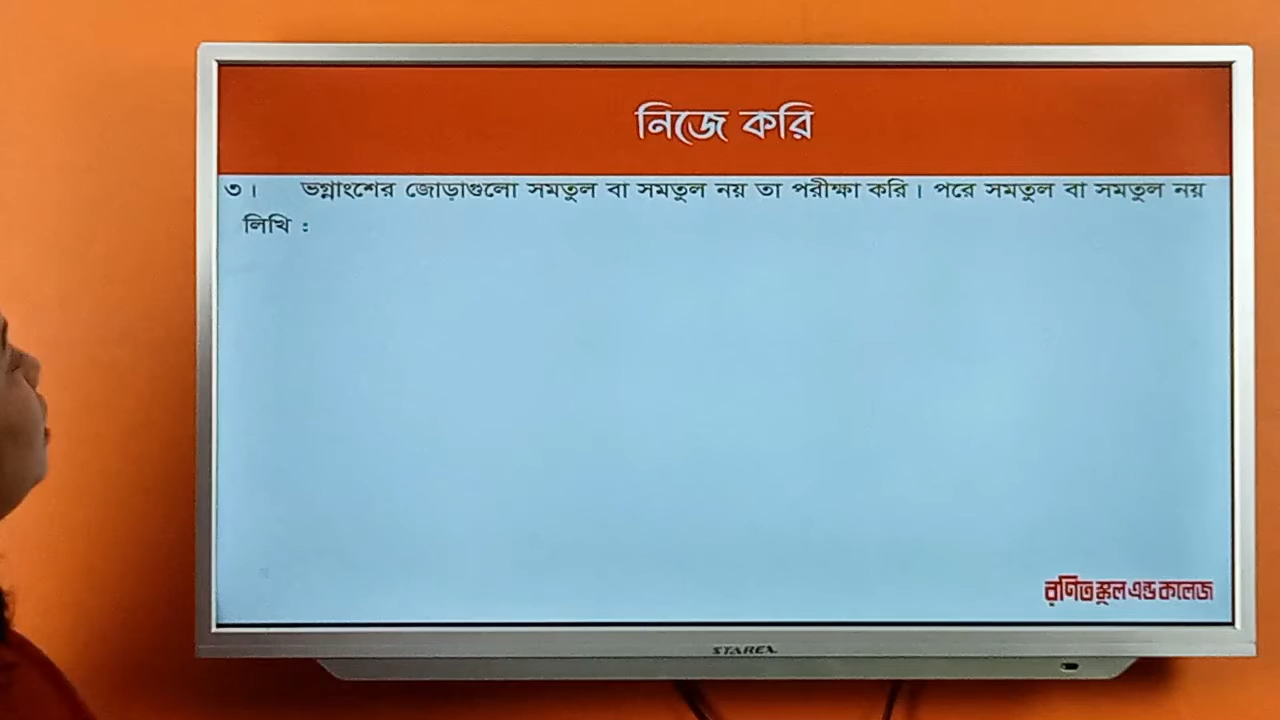 নিজে করি
৩। ভগ্নাংশের জোড়াগুলো সমতুল বা সমতুল নয় তা পরীক্ষা করি। পরে সমতুল বা সমতুল নয়
লিখি :
রণিত স্কুল এন্ড কলেজ
STAREX